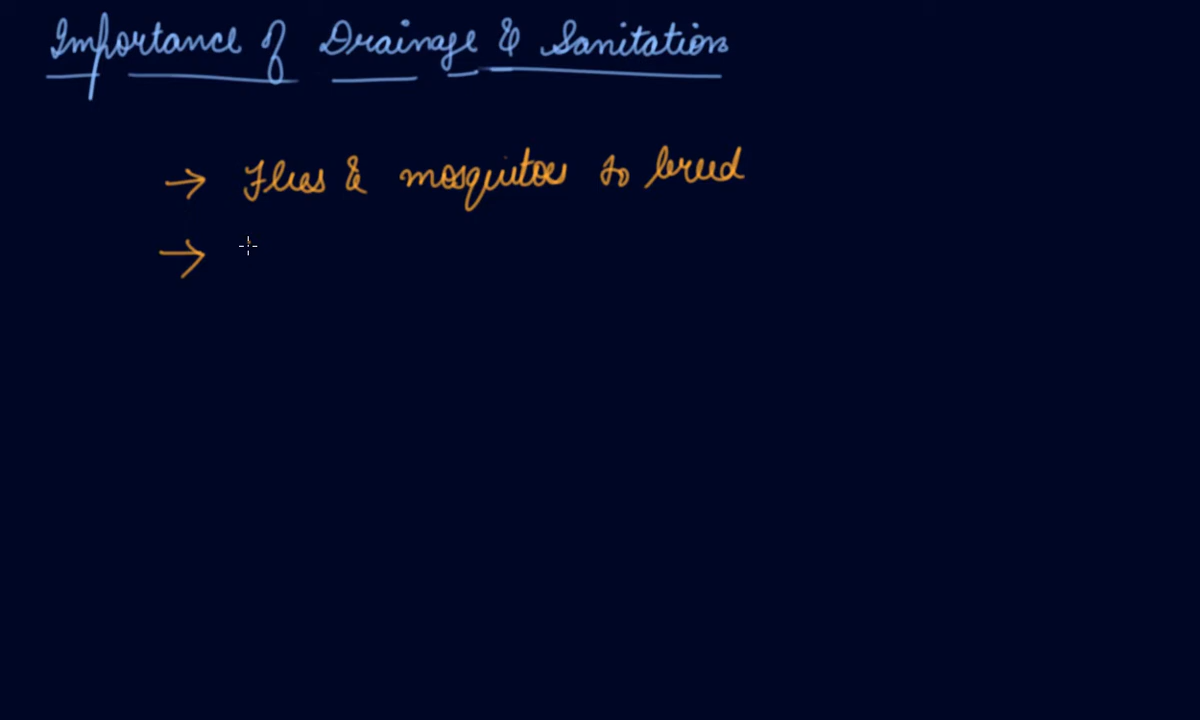 Importance of Drainage & Sanitation
→ Flies & mosquitoes to breed
→